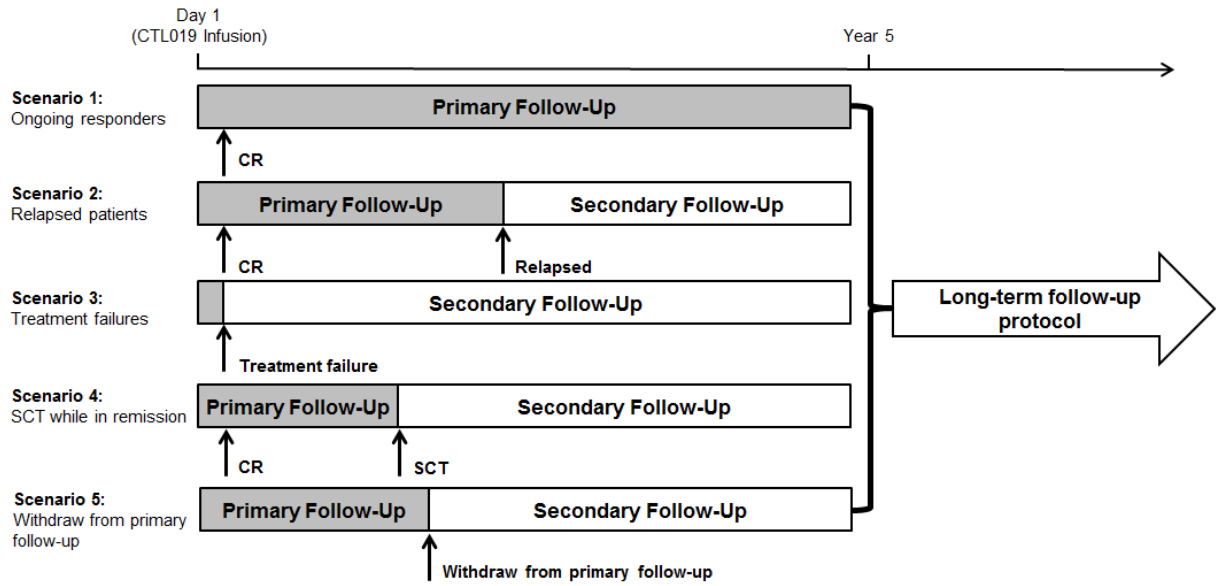 Day 1
(CTL019 Infusion)
Year 5
Scenario 1:
Ongoing responders
Primary Follow-Up
CR
Scenario 2:
Relapsed patients
Primary Follow-Up
Secondary Follow-Up
CR
Relapsed
Scenario 3:
Treatment failures
Secondary Follow-Up
Treatment failure
Long-term follow-up
protocol
Scenario 4:
SCT while in remission
Primary Follow-Up
Secondary Follow-Up
CR
SCT
Scenario 5:
Withdraw from primary
follow-up
Primary Follow-Up
Secondary Follow-Up
Withdraw from primary follow-up